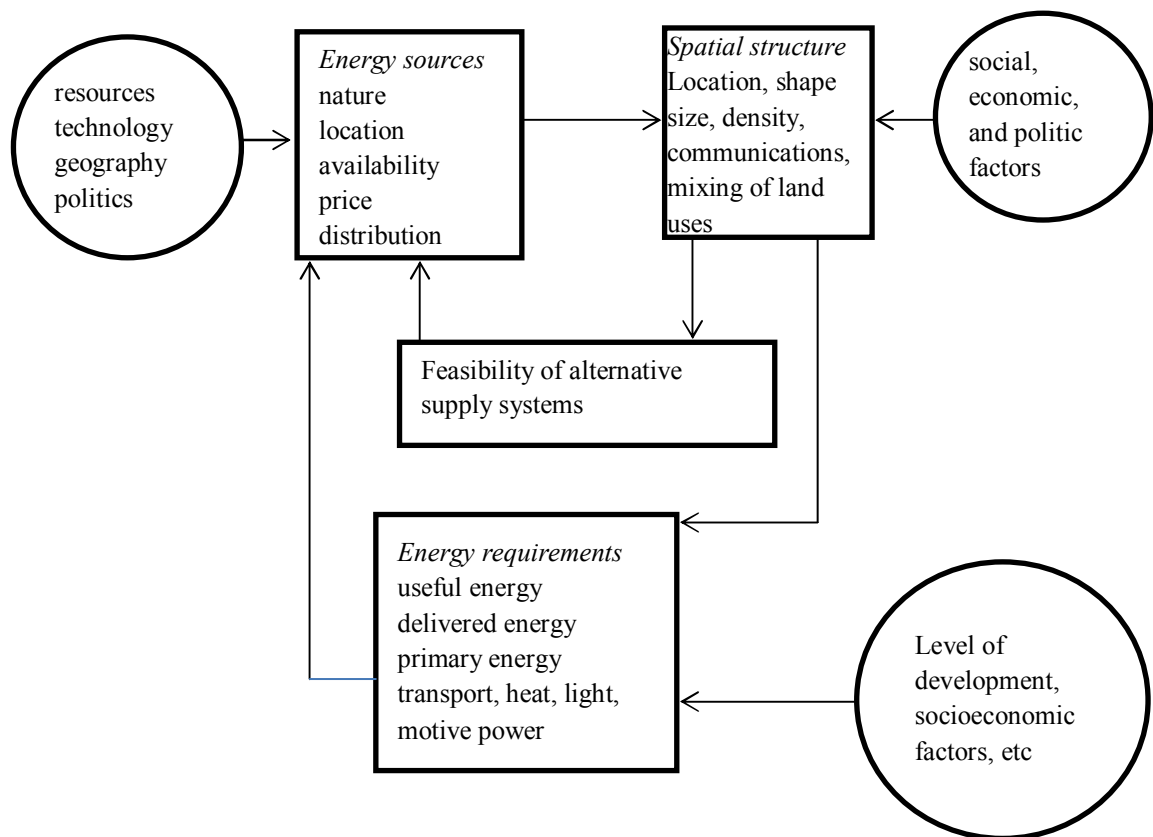 resources
technology
geography
politics
Energy sources
nature
location
availability
price
distribution
Spatial structure
Location, shape
size, density,
communications,
mixing of land
uses
social,
economic,
and politic
factors
Feasibility of alternative
supply systems
Energy requirements
useful energy
delivered energy
primary energy
transport, heat, light,
motive power
Level of
development,
socioeconomic
factors, etc